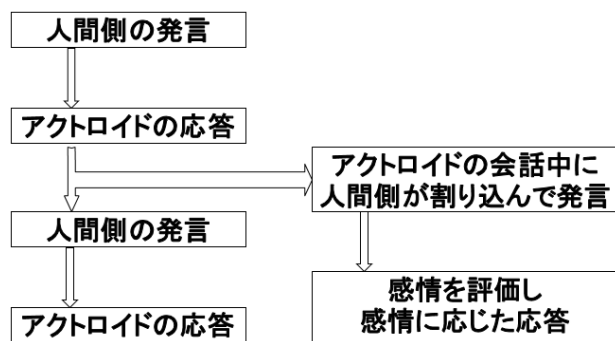 人間側の発言
アクトロイドの応答
アクトロイドの会話中に
人間側が割り込んで発言
人間側の発言
感情を評価し
感情に応じた応答
アクトロイドの応答